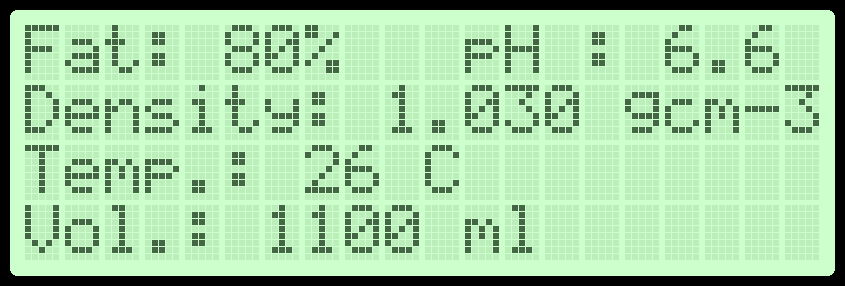 Fat: 80%   pH : 6.6
Density: 1.030 gcm-3
Temp.: 26 C
Vol.: 1100 ml